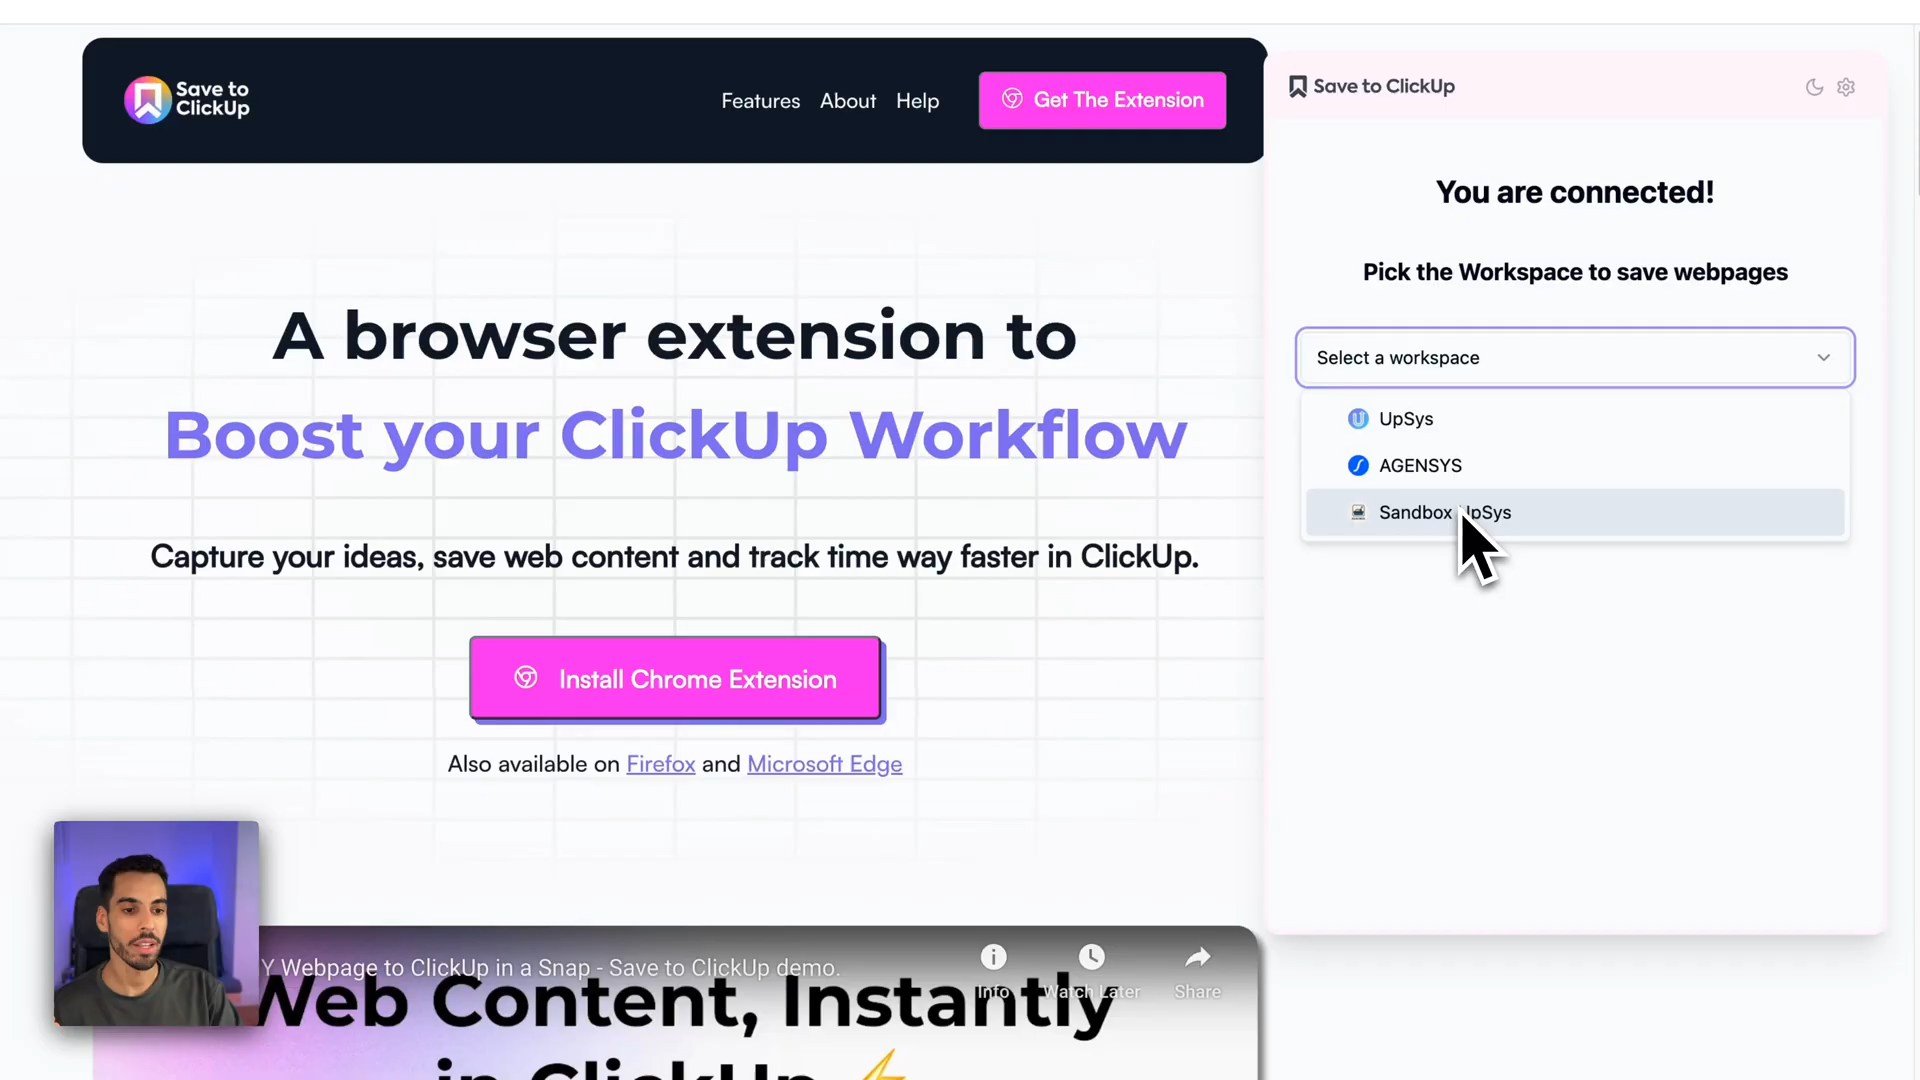 Save to
ClickUp
Features
About
Help
Get The Extension
A browser extension to
Boost your ClickUp Workflow
Capture your ideas, save web content and track time way faster in ClickUp.
Install Chrome Extension
Also available on Firefox and Microsoft Edge
Y Webpage to ClickUp in a Snap - Save to ClickUp demo.
Info
Watch Later
Share
Web Content, Instantly
in ClickUp ⚡
Save to ClickUp
You are connected!
Pick the Workspace to save webpages
Select a workspace
UpSys
AGENSYS
Sandbox UpSys